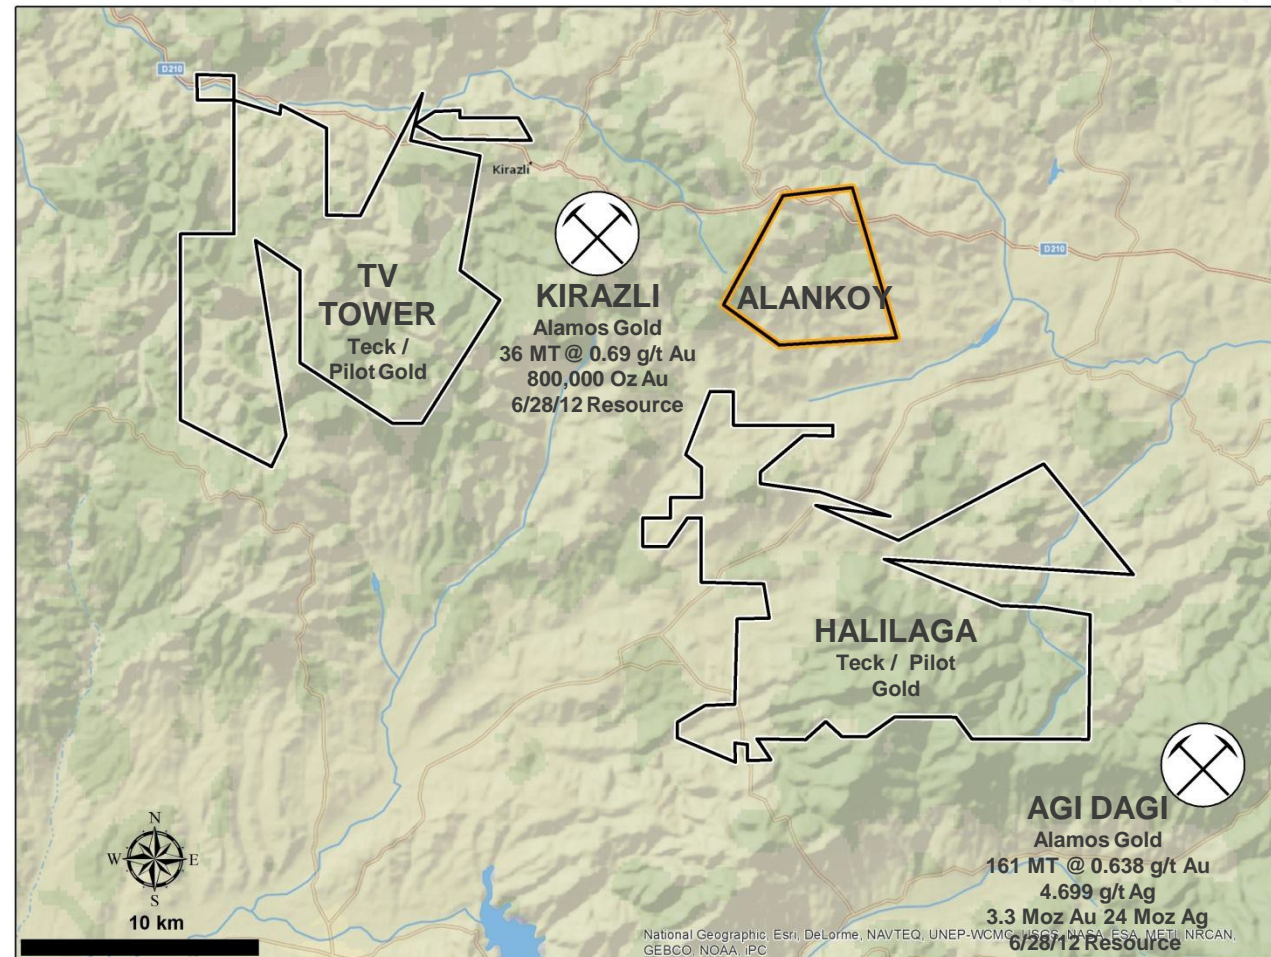 D210
Kirazli
TV
TOWER
Teck /
Pilot Gold
KIRAZLI
Alamos Gold
36 MT @ 0.69 g/t Au
800,000 Oz Au
6/28/12 Resource
ALANKOY
D210
HALILAGA
Teck / Pilot
Gold
AGI DAGI
Alamos Gold
161 MT @ 0.638 g/t Au
4.699 g/t Ag
3.3 Moz Au 24 Moz Ag
6/28/12 Resource
N
W E
S
10 km
National Geographic, Esri, DeLorme, NAVTEQ, UNEP-WCMC, USGS, NASA, ESA, METI, NRCAN,
GEBCO, NOAA, iPC